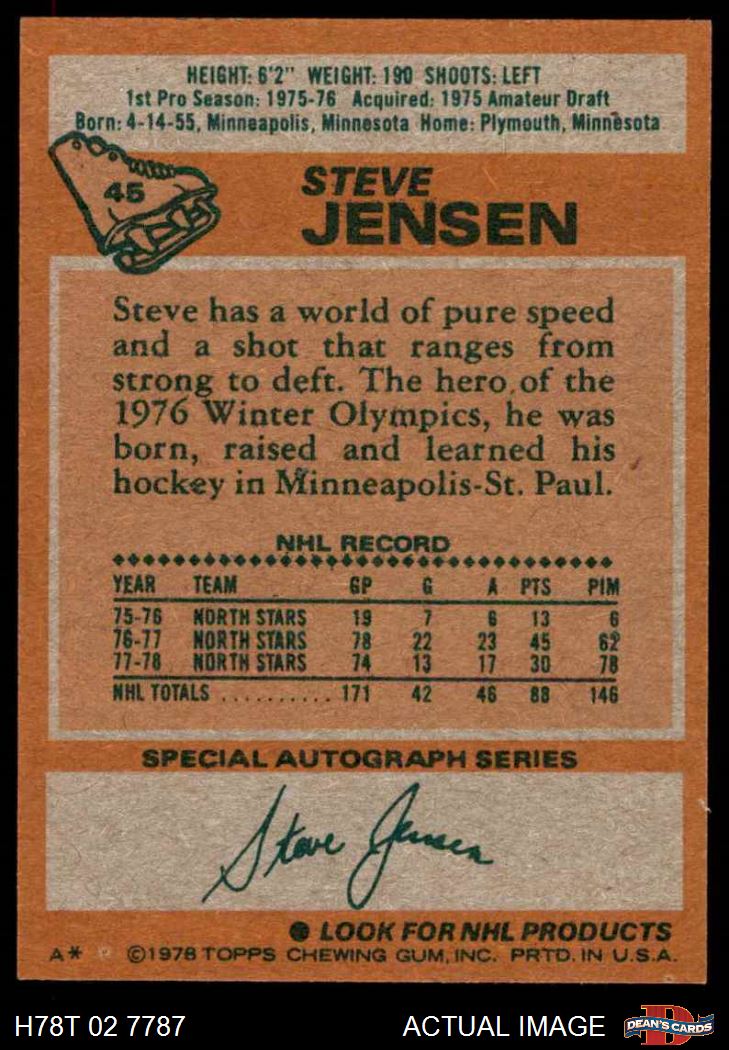 HEIGHT: 6'2" WEIGHT: 190 SHOOTS: LEFT
1st Pro Season: 1975-76 Acquired: 1975 Amateur Draft
Born: 4-14-55, Minneapolis, Minnesota Home: Plymouth, Minnesota
45
STEVE
JENSEN
Steve has a world of pure speed
and a shot that ranges from
strong to deft. The hero of the
1976 Winter Olympics, he was
born, raised and learned his
hockey in Minneapolis-St. Paul.
NHL RECORD
YEAR TEAM GP G A PTS PIM
75-76 NORTH STARS 19 7 6 13 6
76-77 NORTH STARS 78 22 23 45 62
77-78 NORTH STARS 74 13 17 30 78
NHL TOTALS .......... 171 42 46 88 146
SPECIAL AUTOGRAPH SERIES
Steve Jensen
● LOOK FOR NHL PRODUCTS
A* ©1978 TOPPS CHEWING GUM, INC. PRTD. IN U.S.A.
H78T 02 7787 ACTUAL IMAGE D DEAN'S CARDS